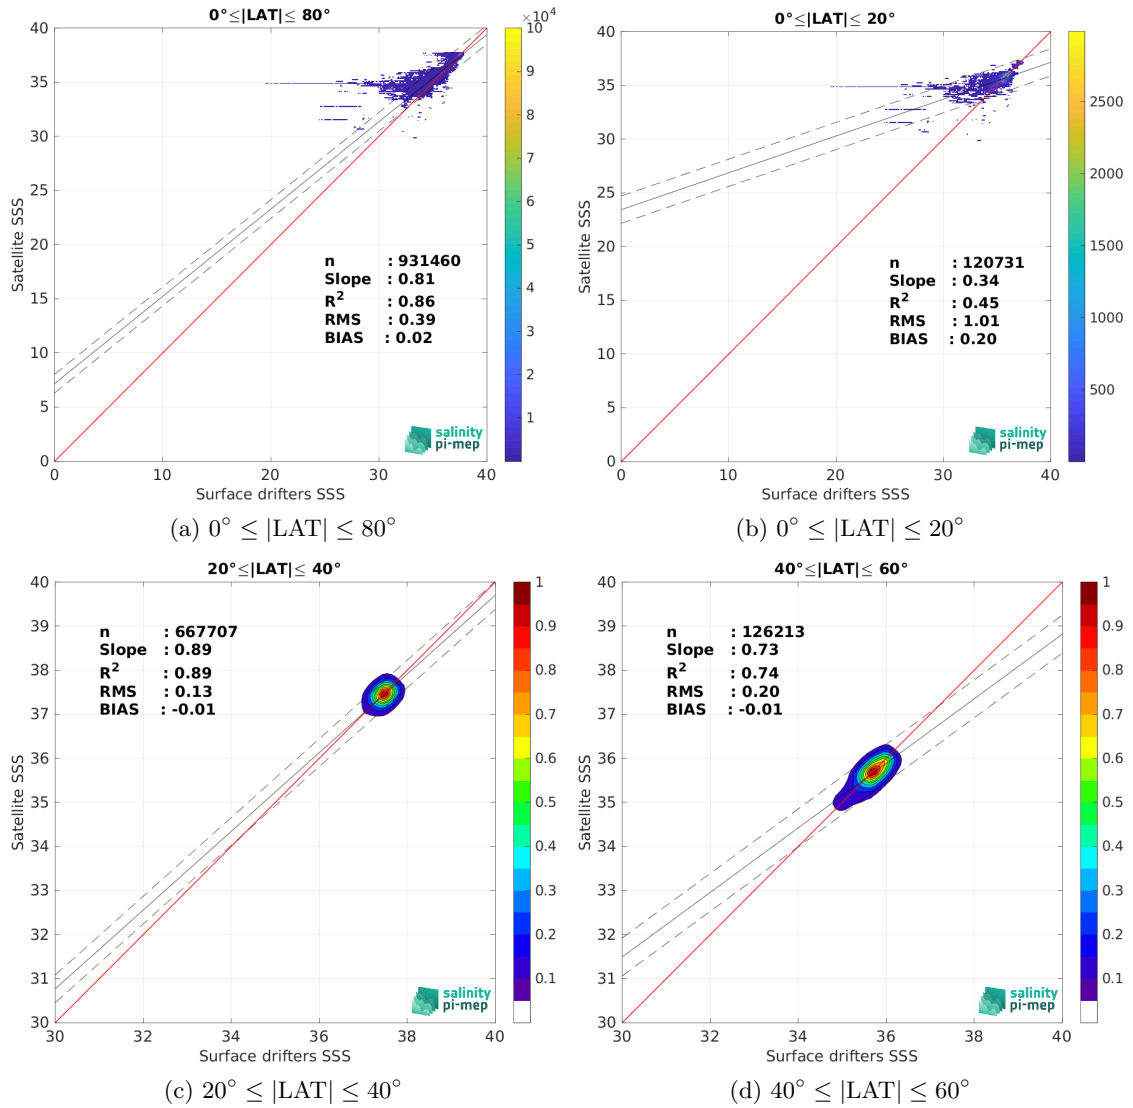 0°≤|LAT|≤ 80°
×10^4
40
35
30
25
20
15
10
5
0
Satellite SSS
n : 931460
Slope : 0.81
R² : 0.86
RMS : 0.39
BIAS : 0.02
salinity
pi-mep
0 10 20 30 40
Surface drifters SSS
10
9
8
7
6
5
4
3
2
1
(a) 0° ≤ |LAT| ≤ 80°
0°≤|LAT|≤ 20°
40
35
30
25
20
15
10
5
0
Satellite SSS
n : 120731
Slope : 0.34
R² : 0.45
RMS : 1.01
BIAS : 0.20
salinity
pi-mep
0 10 20 30 40
Surface drifters SSS
2500
2000
1500
1000
500
(b) 0° ≤ |LAT| ≤ 20°
20°≤|LAT|≤ 40°
40
39
38
37
36
35
34
33
32
31
30
Satellite SSS
n : 667707
Slope : 0.89
R² : 0.89
RMS : 0.13
BIAS : -0.01
salinity
pi-mep
30 32 34 36 38 40
Surface drifters SSS
1
0.9
0.8
0.7
0.6
0.5
0.4
0.3
0.2
0.1
(c) 20° ≤ |LAT| ≤ 40°
40°≤|LAT|≤ 60°
40
39
38
37
36
35
34
33
32
31
30
Satellite SSS
n : 126213
Slope : 0.73
R² : 0.74
RMS : 0.20
BIAS : -0.01
salinity
pi-mep
30 32 34 36 38 40
Surface drifters SSS
1
0.9
0.8
0.7
0.6
0.5
0.4
0.3
0.2
0.1
(d) 40° ≤ |LAT| ≤ 60°